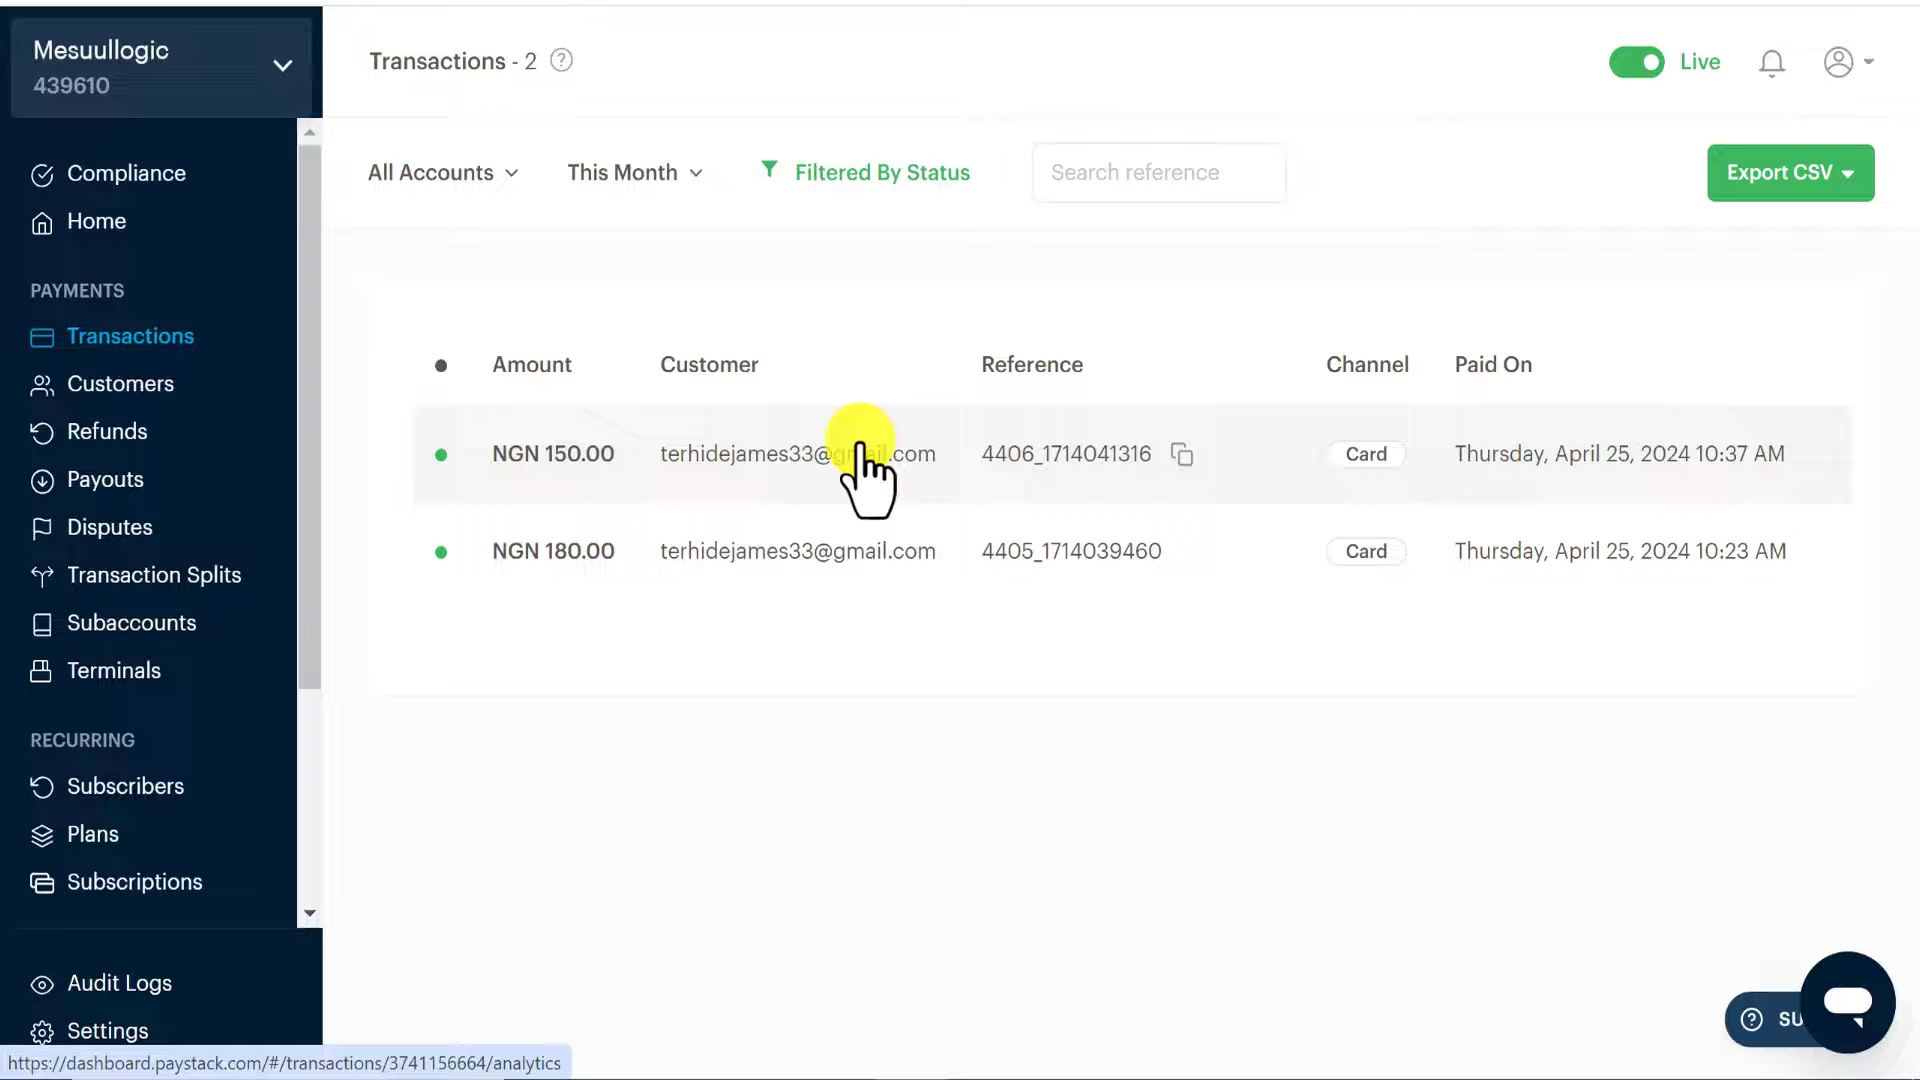 Mesuullogic
439610
Transactions - 2
Live
Compliance
Home
PAYMENTS
Transactions
Customers
Refunds
Payouts
Disputes
Transaction Splits
Subaccounts
Terminals
RECURRING
Subscribers
Plans
Subscriptions
Audit Logs
Settings
All Accounts
This Month
Filtered By Status
Search reference
Export CSV
Amount Customer Reference Channel Paid On
NGN 150.00 terhidejames33@gmail.com 4406_1714041316 Card Thursday, April 25, 2024 10:37 AM
NGN 180.00 terhidejames33@gmail.com 4405_1714039460 Card Thursday, April 25, 2024 10:23 AM
https://dashboard.paystack.com/#/transactions/3741156664/analytics